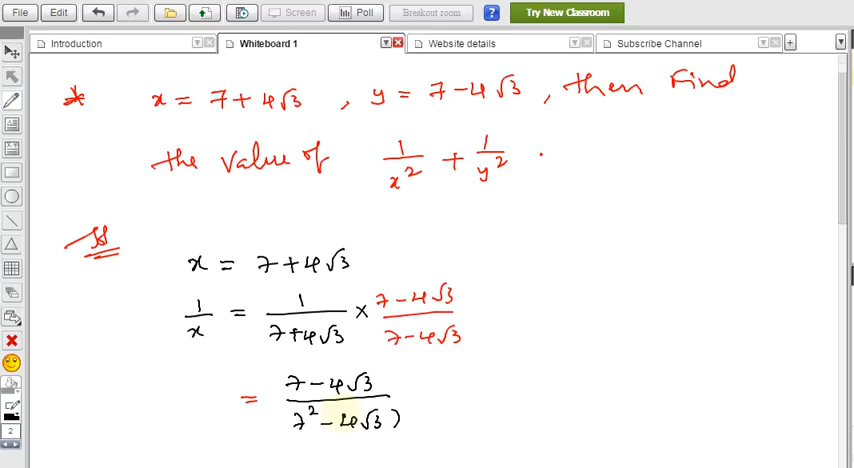 File Edit Screen Poll Breakout room ? Try New Classroom
Introduction Whiteboard 1 Website details Subscribe Channel
* x = 7 + 4√3 , y = 7 - 4√3 , then Find
the value of 1/x² + 1/y² .
x = 7 + 4√3
1/x = 1/(7+4√3) × (7 - 4√3)/(7 - 4√3)
= (7 - 4√3)/(7² - 4√3)
2